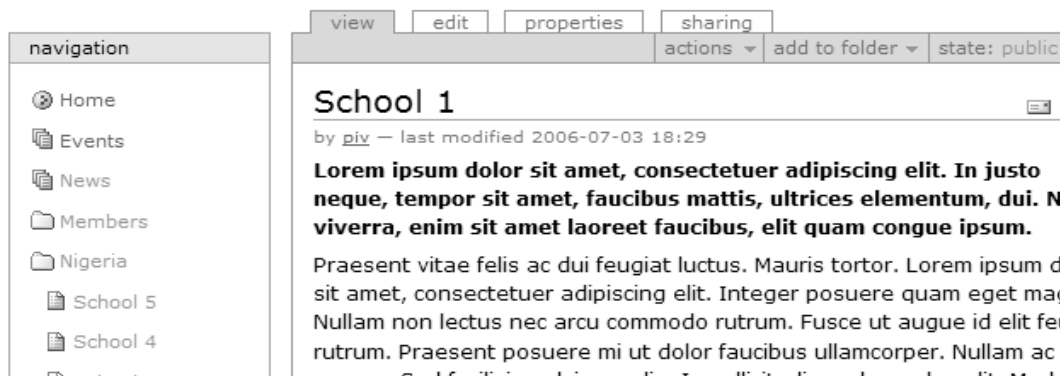 view edit properties sharing
actions add to folder state: public
navigation
Home
Events
News
Members
Nigeria
School 5
School 4
School 1
by piv — last modified 2006-07-03 18:29
Lorem ipsum dolor sit amet, consectetuer adipiscing elit. In justo
neque, tempor sit amet, faucibus mattis, ultrices elementum, dui. N
viverra, enim sit amet laoreet faucibus, elit quam congue ipsum.
Praesent vitae felis ac dui feugiat luctus. Mauris tortor. Lorem ipsum d
sit amet, consectetuer adipiscing elit. Integer posuere quam eget mag
Nullam non lectus nec arcu commodo rutrum. Fusce ut augue id elit feu
rutrum. Praesent posuere mi ut dolor faucibus ullamcorper. Nullam ac